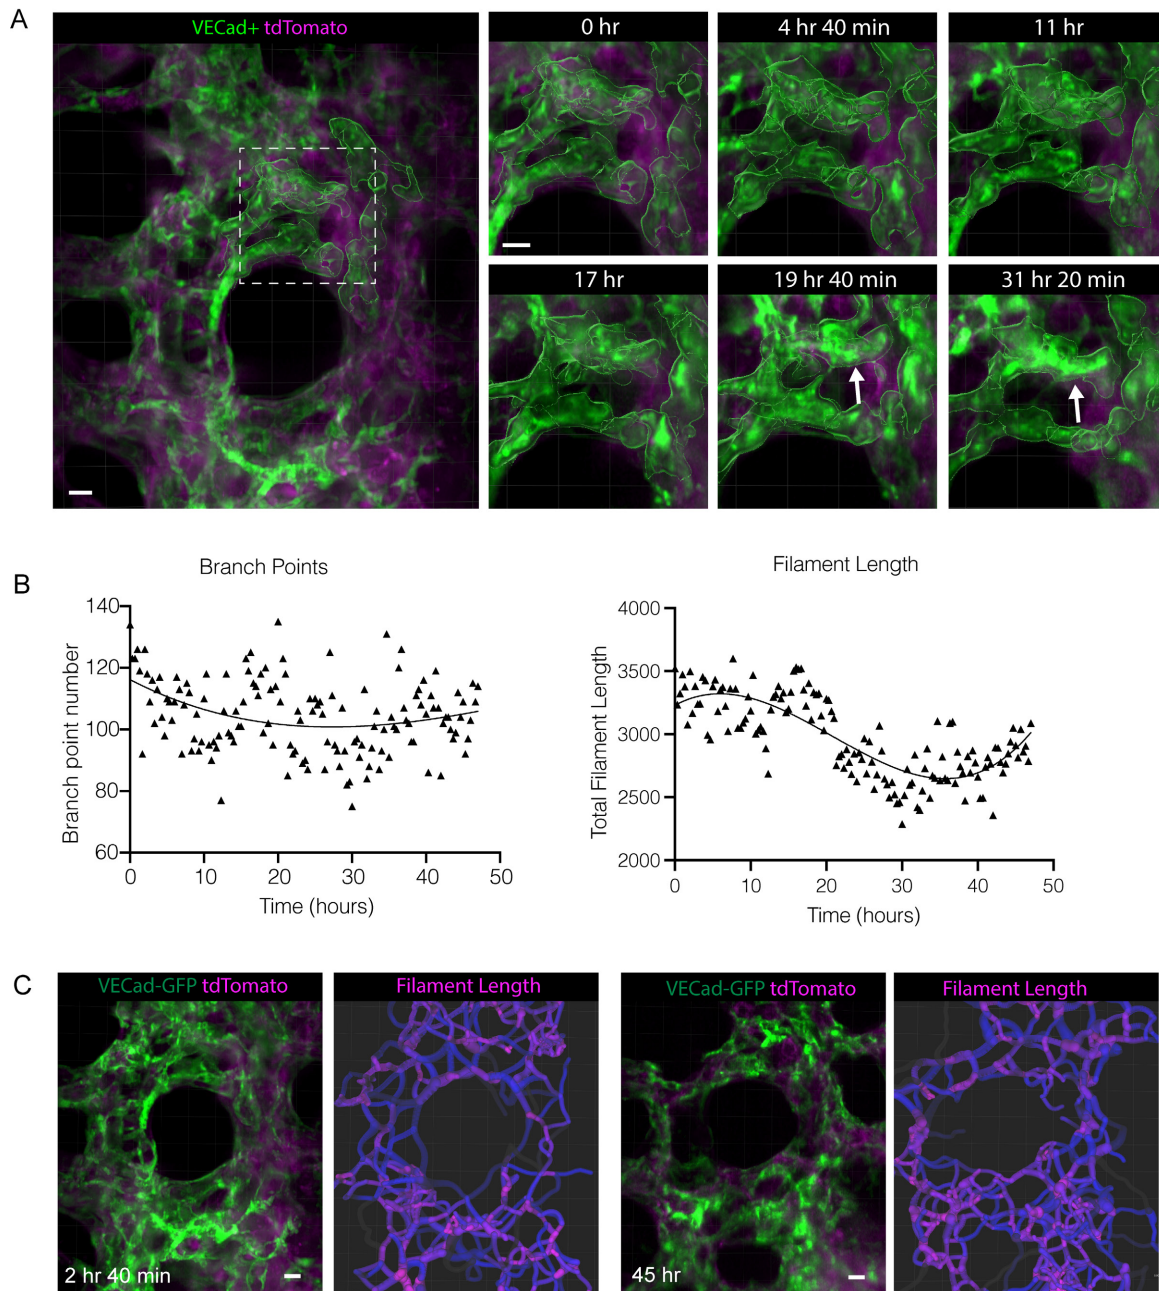 A
VECad+ tdTomato
0 hr
4 hr 40 min
11 hr
17 hr
19 hr 40 min
31 hr 20 min
B
Branch Points
Branch point number
140
120
100
80
60
0
10
20
30
40
50
Time (hours)
Filament Length
Total Filament Length
4000
3500
3000
2500
2000
0
10
20
30
40
50
Time (hours)
C
VECad-GFP tdTomato
Filament Length
VECad-GFP tdTomato
Filament Length
2 hr 40 min
45 hr